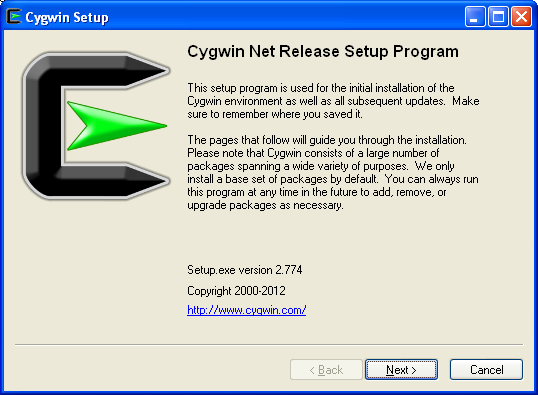 Cygwin Setup
Cygwin Net Release Setup Program
This setup program is used for the initial installation of the
Cygwin environment as well as all subsequent updates.  Make
sure to remember where you saved it.
The pages that follow will guide you through the installation.
Please note that Cygwin consists of a large number of
packages spanning a wide variety of purposes.  We only
install a base set of packages by default.  You can always run
this program at any time in the future to add, remove, or
upgrade packages as necessary.
Setup.exe version 2.774
Copyright 2000-2012
http://www.cygwin.com/
< Back
Next >
Cancel